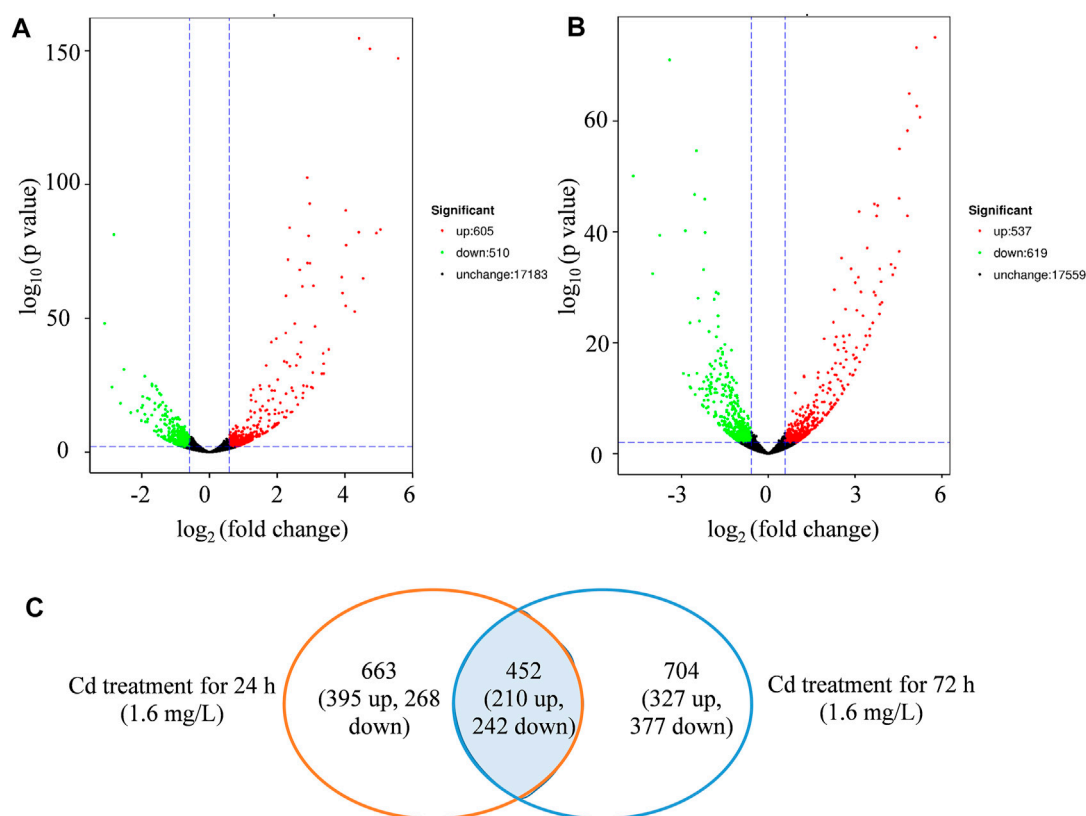 A
150
100
50
0
log10 (p value)
-2
0
2
4
6
log2 (fold change)
Significant
up:605
down:510
unchange:17183
B
60
40
20
0
log10 (p value)
-3
0
3
6
log2 (fold change)
Significant
up:537
down:619
unchange:17559
C
Cd treatment for 24 h
(1.6 mg/L)
663
(395 up, 268
down)
452
(210 up,
242 down)
704
(327 up,
377 down)
Cd treatment for 72 h
(1.6 mg/L)